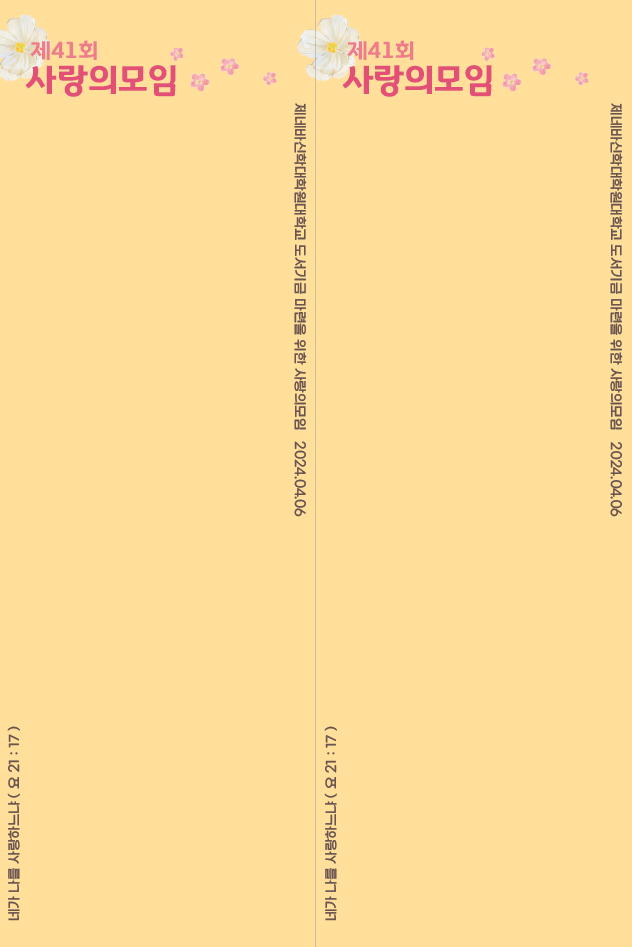 제41회
사랑의모임
제네바신학대학원대학교 도서기금 마련을 위한 사랑의모임 2024.04.06
네가 나를 사랑하느냐 ( 요 21 : 17 )
제41회
사랑의모임
제네바신학대학원대학교 도서기금 마련을 위한 사랑의모임 2024.04.06
네가 나를 사랑하느냐 ( 요 21 : 17 )